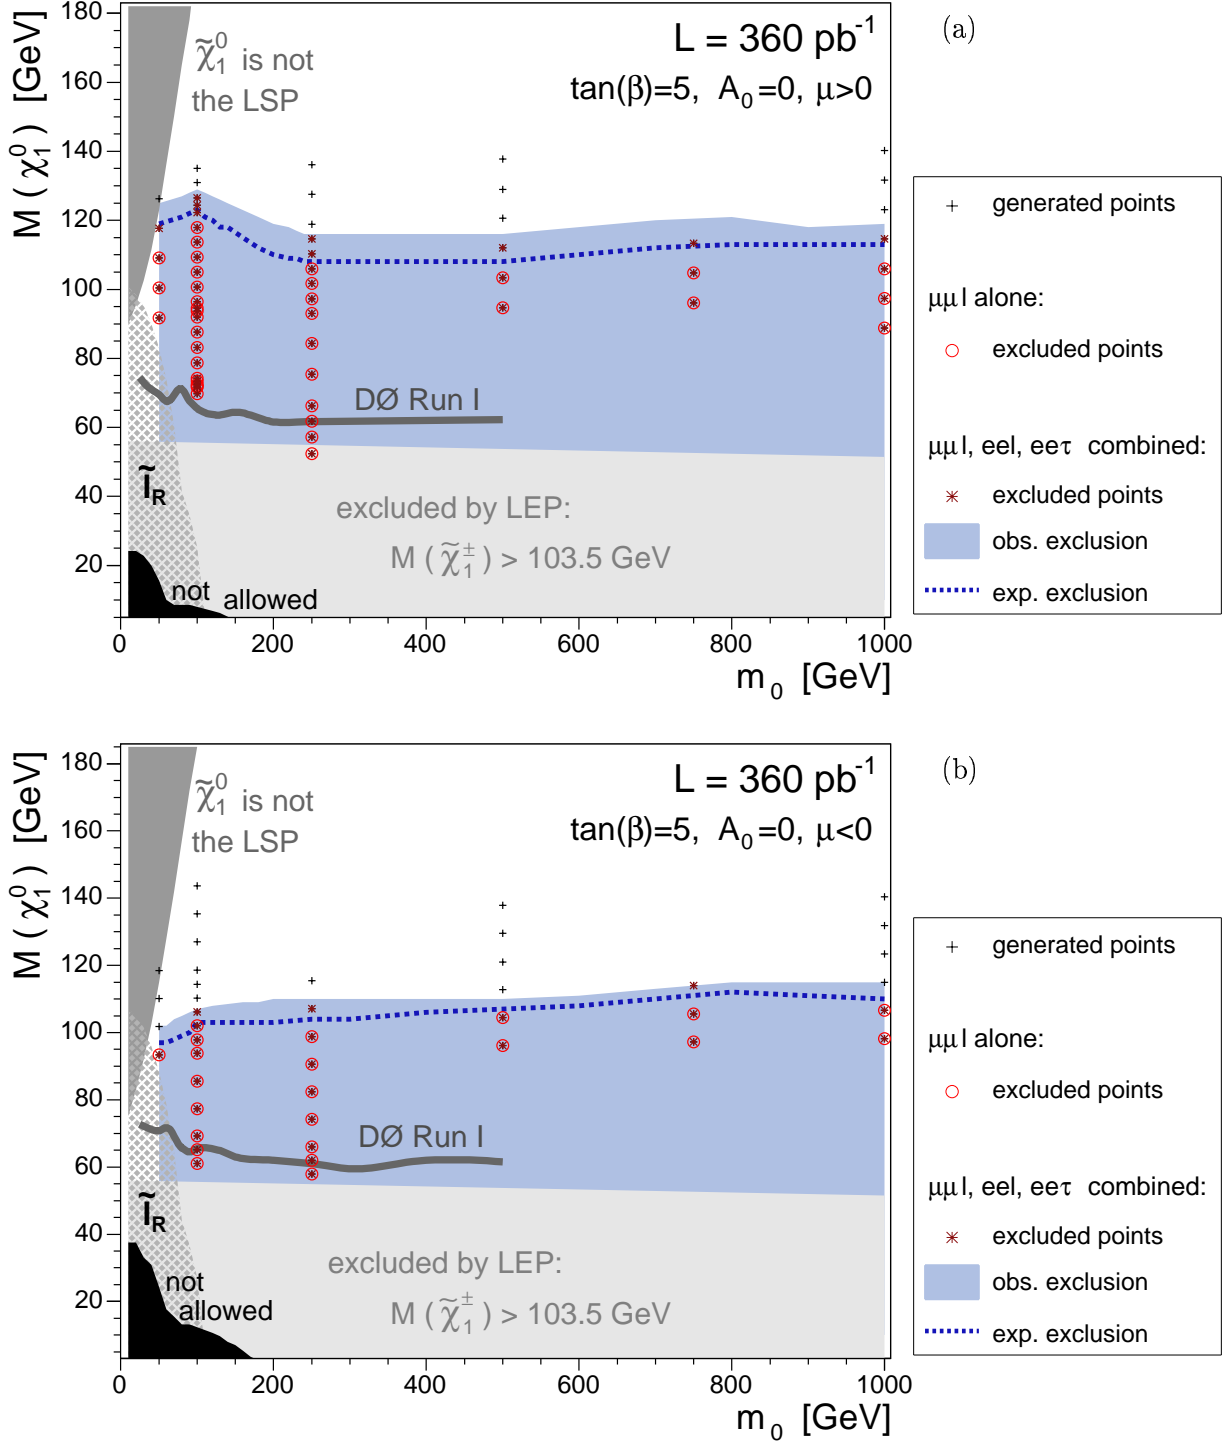 (a)
M ( χ̃₁⁰ ) [GeV]
180
160
140
120
100
80
60
40
20
L = 360 pb⁻¹
tan(β)=5, A₀=0, μ>0
χ̃₁⁰ is not
the LSP
DØ Run I
l̃_R
excluded by LEP:
M ( χ̃₁± ) > 103.5 GeV
not allowed
0 200 400 600 800 1000
m₀ [GeV]
generated points
μμl alone:
excluded points
μμl, eel, eeτ combined:
excluded points
obs. exclusion
exp. exclusion
(b)
M ( χ̃₁⁰ ) [GeV]
180
160
140
120
100
80
60
40
20
L = 360 pb⁻¹
tan(β)=5, A₀=0, μ<0
χ̃₁⁰ is not
the LSP
DØ Run I
l̃_R
excluded by LEP:
M ( χ̃₁± ) > 103.5 GeV
not
allowed
0 200 400 600 800 1000
m₀ [GeV]
generated points
μμl alone:
excluded points
μμl, eel, eeτ combined:
excluded points
obs. exclusion
exp. exclusion